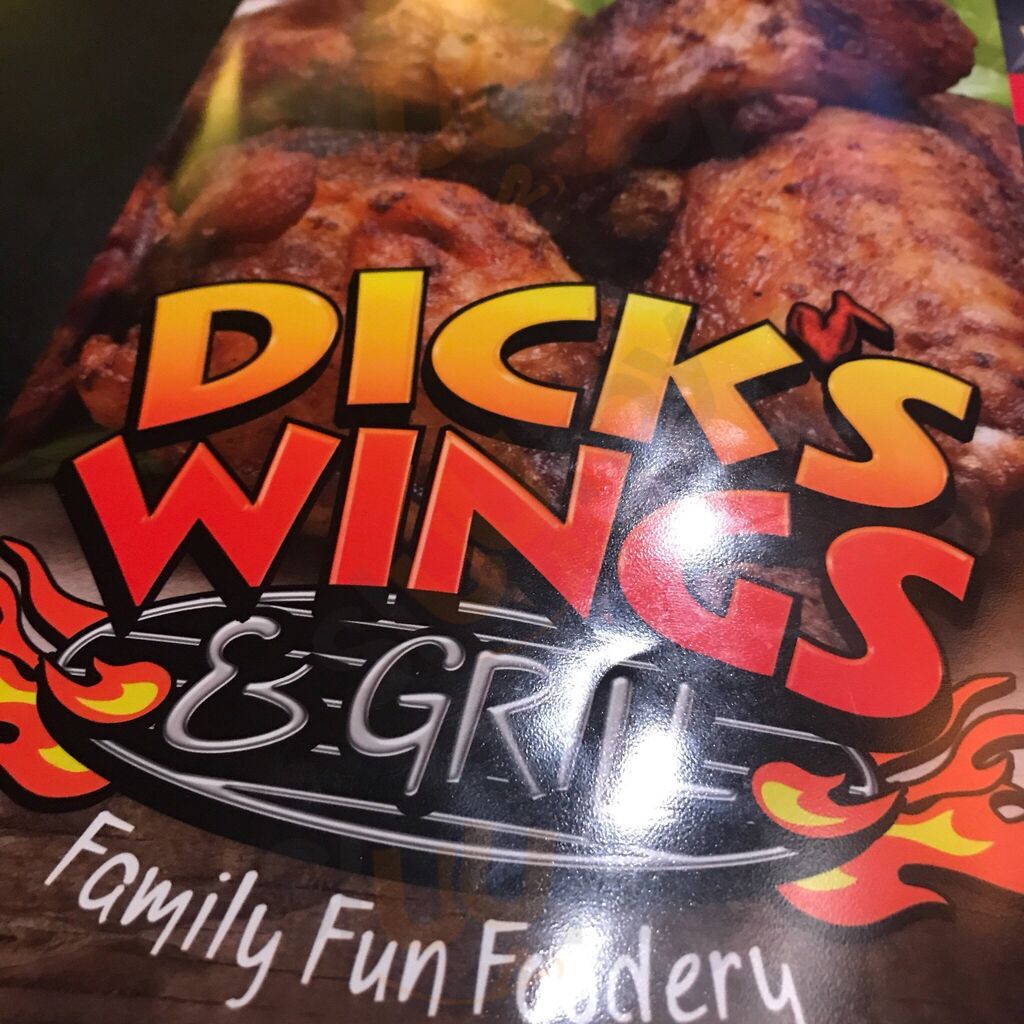 DICK'S
WINGS
& GRILL
Family Fun Foodery